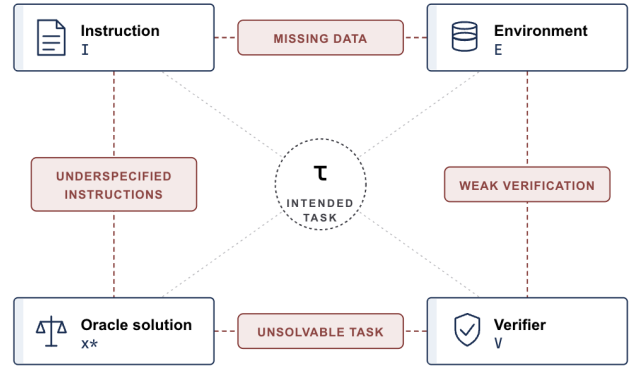 Instruction
I
MISSING DATA
Environment
E
UNDERSPECIFIED
INSTRUCTIONS
τ
INTENDED
TASK
WEAK VERIFICATION
Oracle solution
x*
UNSOLVABLE TASK
Verifier
V